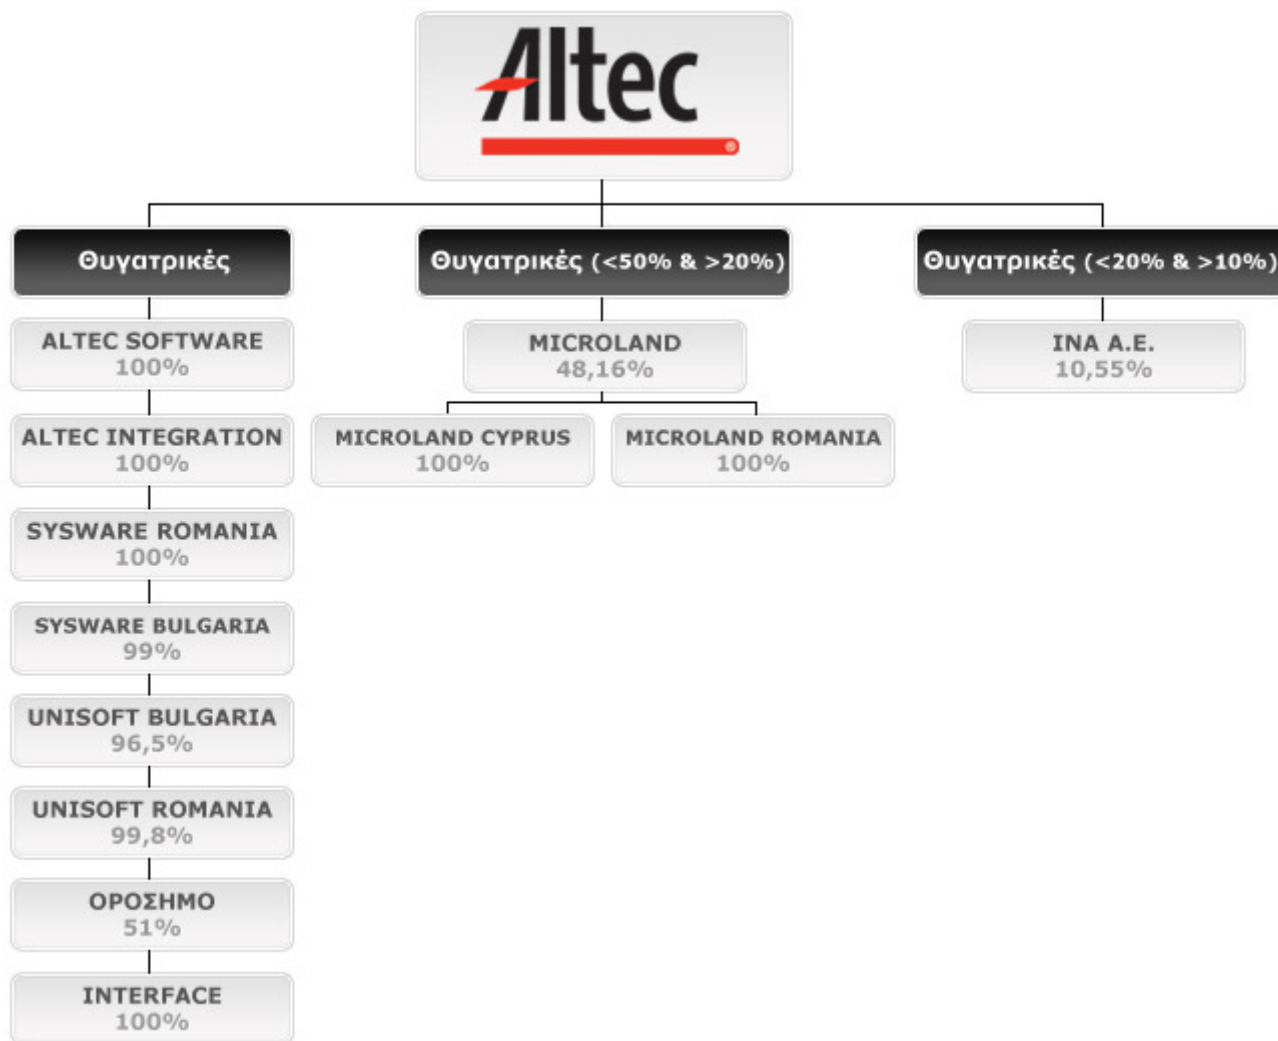 Altec
®
Θυγατρικές
ALTEC SOFTWARE
100%
ALTEC INTEGRATION
100%
SYSWARE ROMANIA
100%
SYSWARE BULGARIA
99%
UNISOFT BULGARIA
96,5%
UNISOFT ROMANIA
99,8%
ΟΡΟΣΗΜΟ
51%
INTERFACE
100%
Θυγατρικές (<50% & >20%)
MICROLAND
48,16%
MICROLAND CYPRUS
100%
MICROLAND ROMANIA
100%
Θυγατρικές (<20% & >10%)
ΙΝΑ Α.Ε.
10,55%